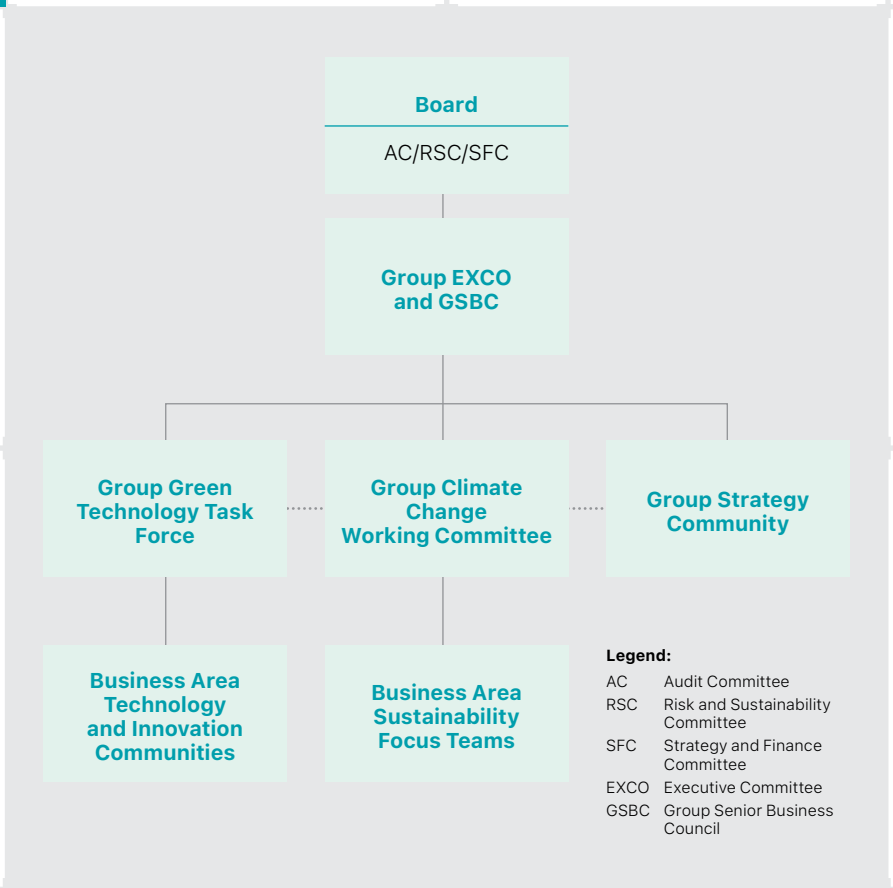 Board
AC/RSC/SFC
Group EXCO
and GSBC
Group Green
Technology Task
Force
Group Climate
Change
Working Committee
Group Strategy
Community
Business Area
Technology
and Innovation
Communities
Business Area
Sustainability
Focus Teams
Legend:
AC Audit Committee
RSC Risk and Sustainability
Committee
SFC Strategy and Finance
Committee
EXCO Executive Committee
GSBC Group Senior Business
Council